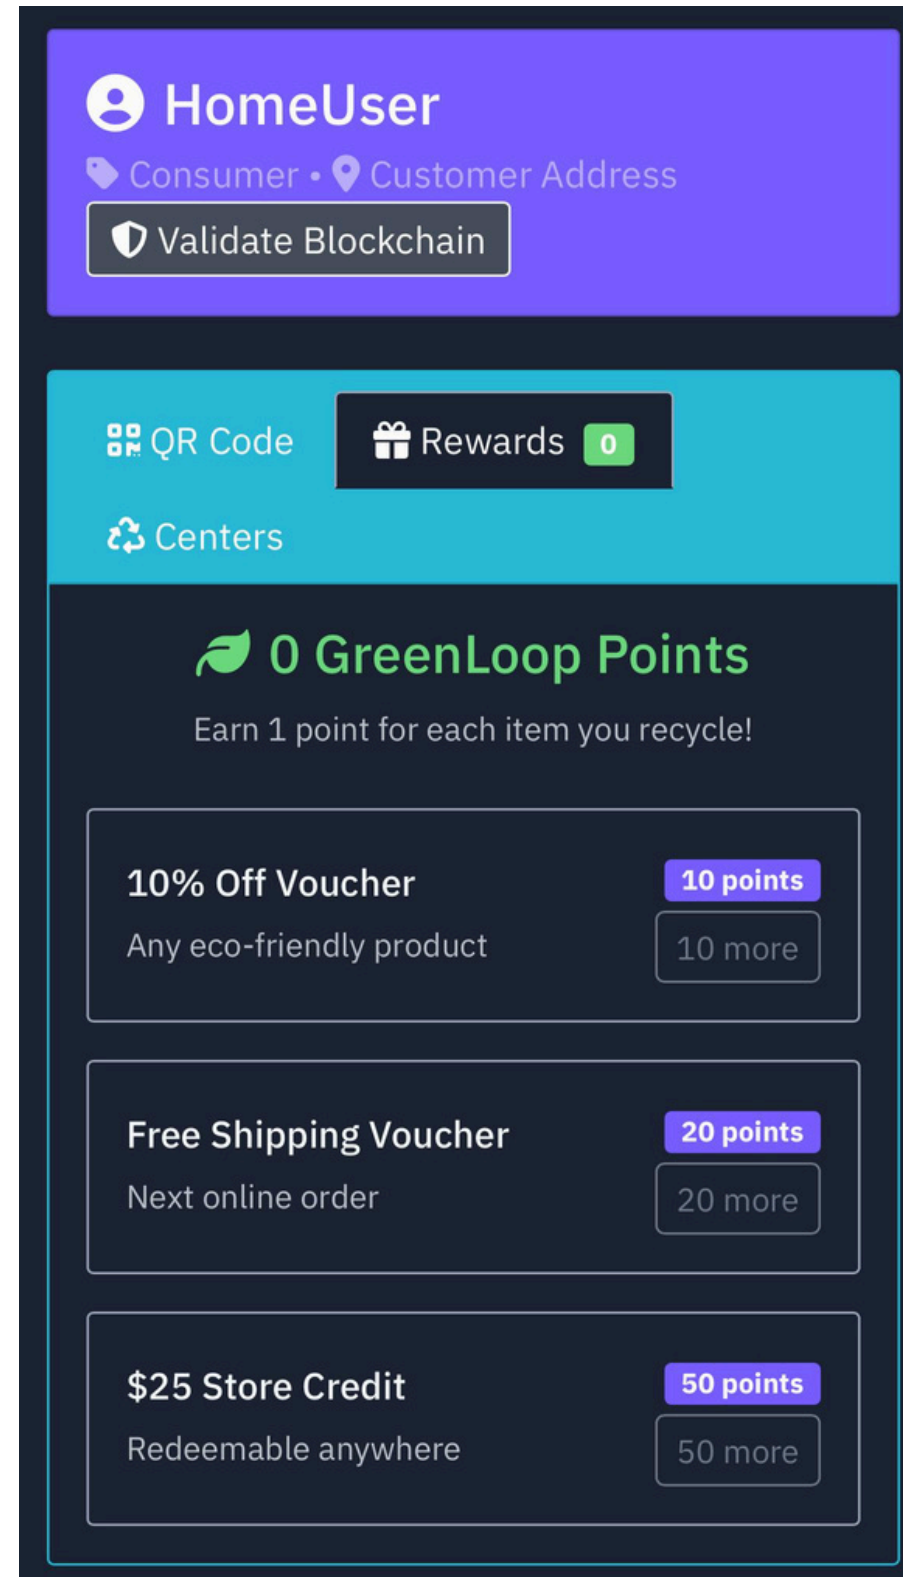 HomeUser
Consumer • Customer Address
Validate Blockchain
QR Code Rewards 0
Centers
0 GreenLoop Points
Earn 1 point for each item you recycle!
10% Off Voucher 10 points
Any eco-friendly product 10 more
Free Shipping Voucher 20 points
Next online order 20 more
$25 Store Credit 50 points
Redeemable anywhere 50 more